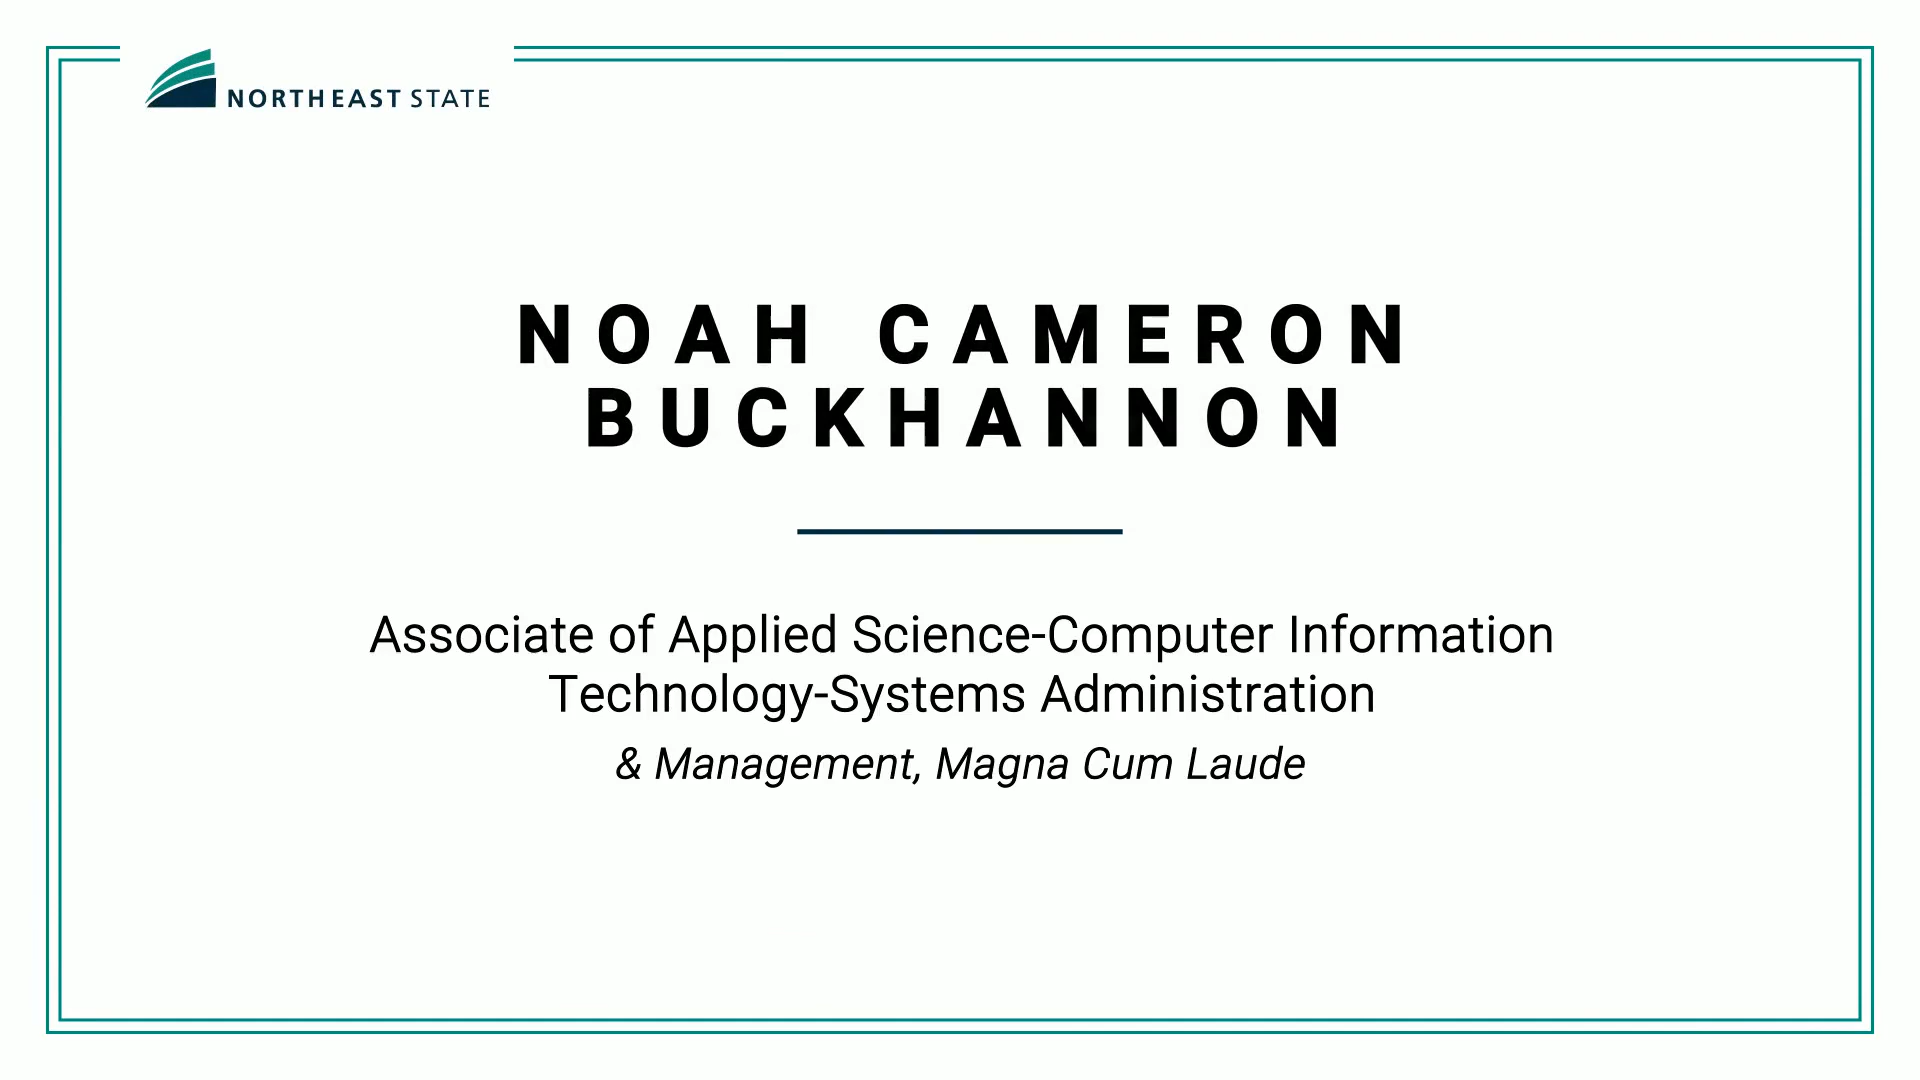 NORTHEAST STATE
NOAH CAMERON
BUCKHANNON
Associate of Applied Science-Computer Information
Technology-Systems Administration
& Management, Magna Cum Laude